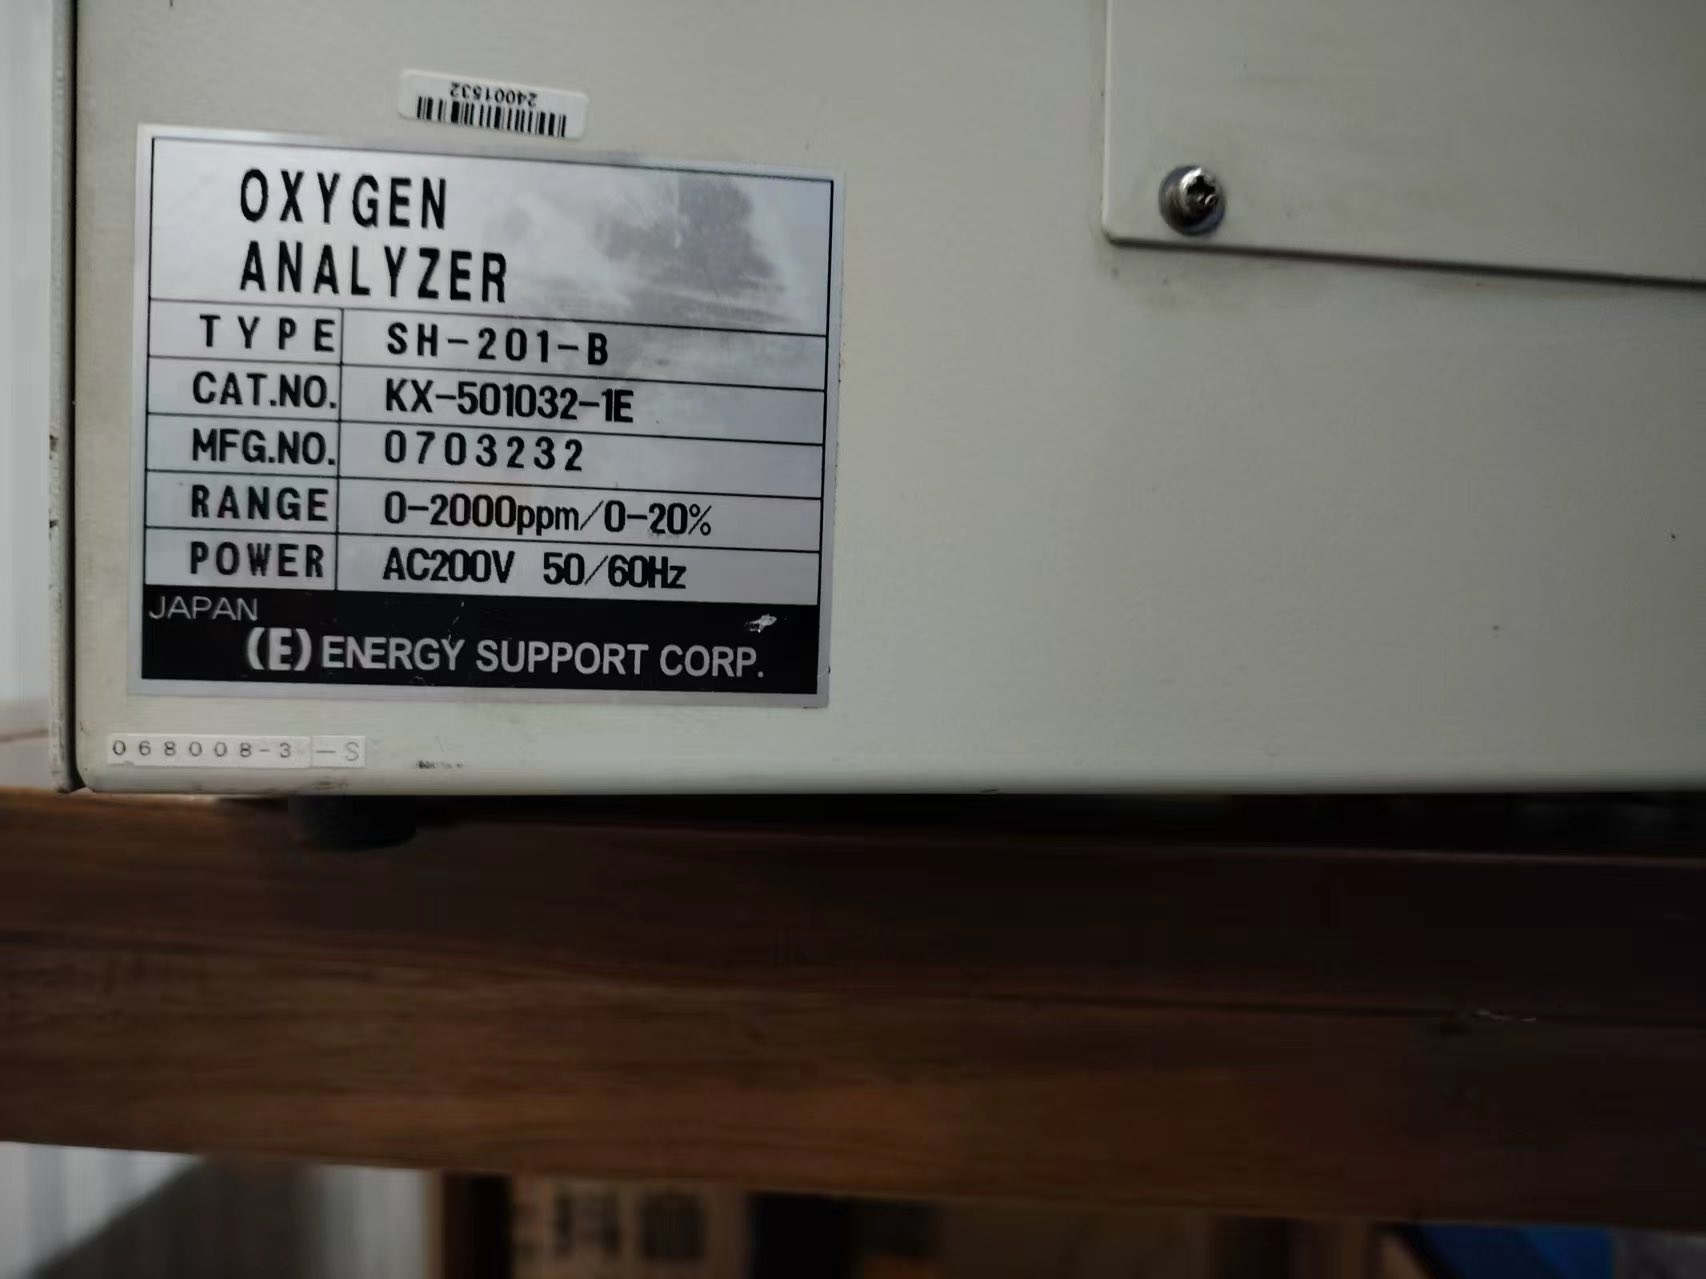 24001532
OXYGEN
ANALYZER
TYPE SH-201-B
CAT.NO. KX-501032-1E
MFG.NO. 0703232
RANGE 0-2000ppm/0-20%
POWER AC200V 50/60Hz
JAPAN
(E) ENERGY SUPPORT CORP.
068008-3 -S